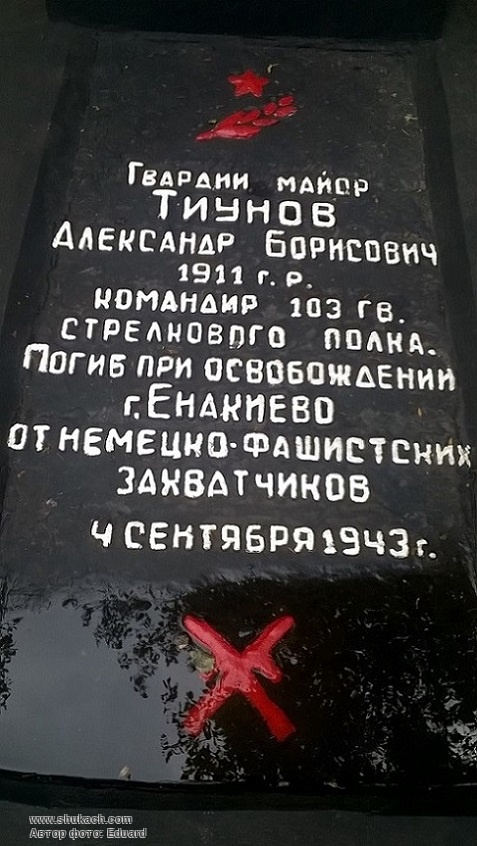 Гвардии майор
Тиунов
Александр Борисович
1911 г. р.
командир 103 гв.
стрелкового полка.
Погиб при освобождении
г. Енакиево
от немецко-фашистских
захватчиков
4 сентября 1943 г.
www.shukach.com
Автор фото: Eduard